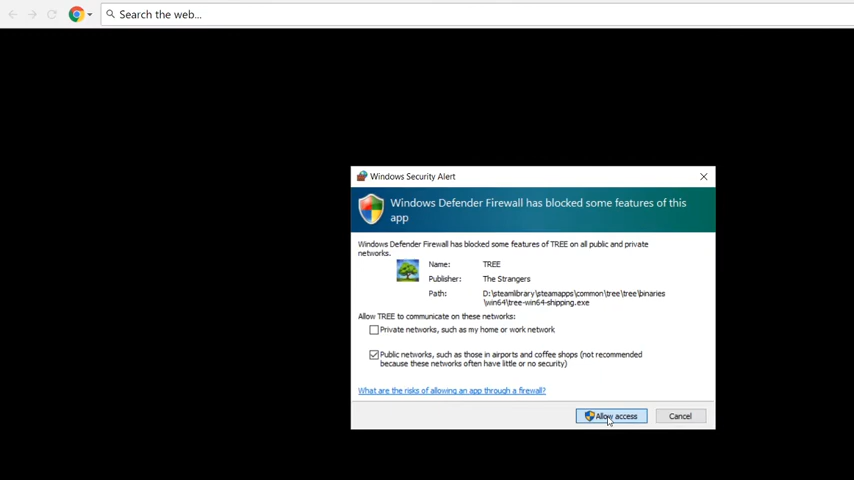 Search the web...
Windows Security Alert
Windows Defender Firewall has blocked some features of this
app
Windows Defender Firewall has blocked some features of TREE on all public and private
networks.
Name: TREE
Publisher: The Strangers
Path: D:\steamlibrary\steamapps\common\tree\tree\binaries
\win64\tree-win64-shipping.exe
Allow TREE to communicate on these networks:
Private networks, such as my home or work network
Public networks, such as those in airports and coffee shops (not recommended
because these networks often have little or no security)
What are the risks of allowing an app through a firewall?
Allow access Cancel